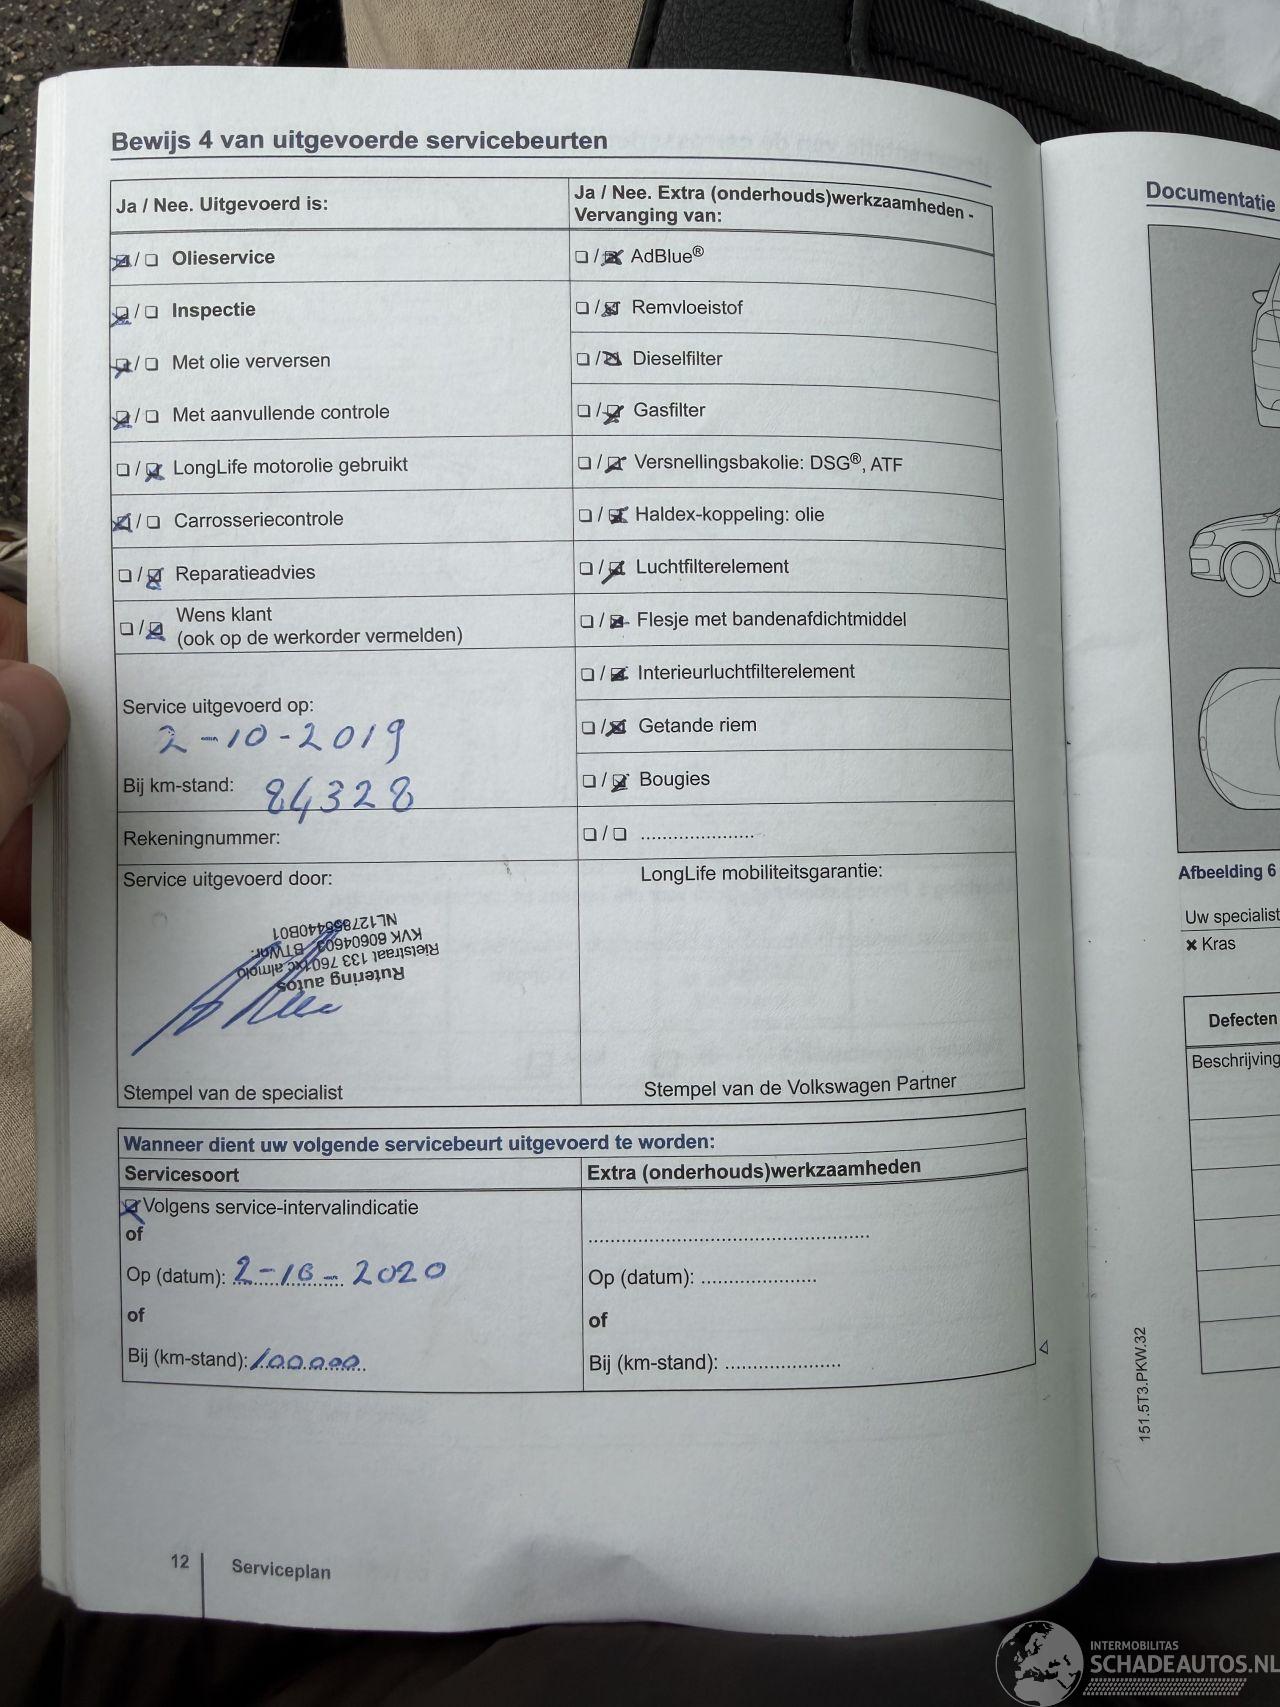 Bewijs 4 van uitgevoerde servicebeurten
Ja / Nee. Uitgevoerd is:
/ Olieservice
/ Inspectie
/ Met olie verversen
/ Met aanvullende controle
/ LongLife motorolie gebruikt
/ Carrosseriecontrole
/ Reparatieadvies
/ Wens klant
(ook op de werkorder vermelden)
Service uitgevoerd op:
2-10-2019
Bij km-stand: 84328
Rekeningnummer:
Service uitgevoerd door:
Rutering autos
Rietstraat 133 7601xc almelo
KVK 60604603 BTWnr.
NL127855440B01
Stempel van de specialist
Ja / Nee. Extra (onderhouds)werkzaamheden -
Vervanging van:
/ AdBlue®
/ Remvloeistof
/ Dieselfilter
/ Gasfilter
/ Versnellingsbakolie: DSG®, ATF
/ Haldex-koppeling: olie
/ Luchtfilterelement
/ Flesje met bandenafdichtmiddel
/ Interieurluchtfilterelement
/ Getande riem
/ Bougies
/ .....................
LongLife mobiliteitsgarantie:
Stempel van de Volkswagen Partner
Wanneer dient uw volgende servicebeurt uitgevoerd te worden:
Servicesoort
Volgens service-intervalindicatie
of
Op (datum): 2-10-2020
of
Bij (km-stand): 100.000
Extra (onderhouds)werkzaamheden
..................................................
Op (datum): .....................
of
Bij (km-stand): .....................
12 Serviceplan
Documentatie
Afbeelding 6
Uw specialist
Kras
Defecten
Beschrijving
151.5T3.PKW.32
INTERMOBILITAS
SCHADEAUTOS.NL